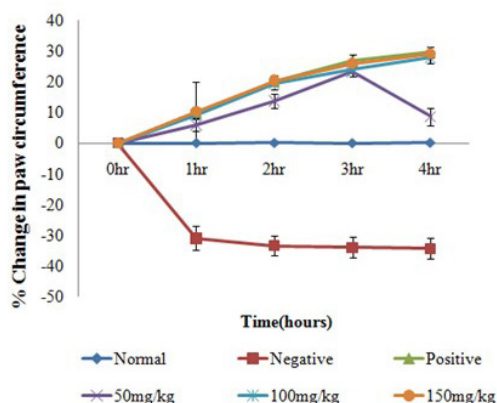 % Change in paw circumference
40
30
20
10
0
-10
-20
-30
-40
-50
0hr 1hr 2hr 3hr 4hr
Time(hours)
Normal Negative Positive
50mg/kg 100mg/kg 150mg/kg